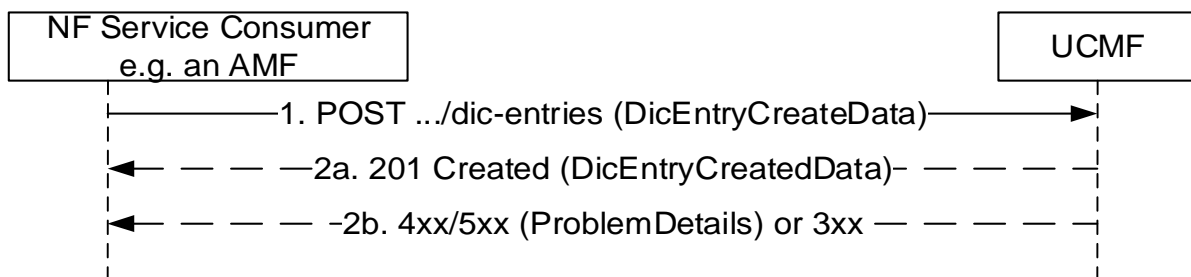 NF Service Consumer
e.g. an AMF
UCMF
1. POST .../dic-entries (DicEntryCreateData)
2a. 201 Created (DicEntryCreatedData)
2b. 4xx/5xx (ProblemDetails) or 3xx